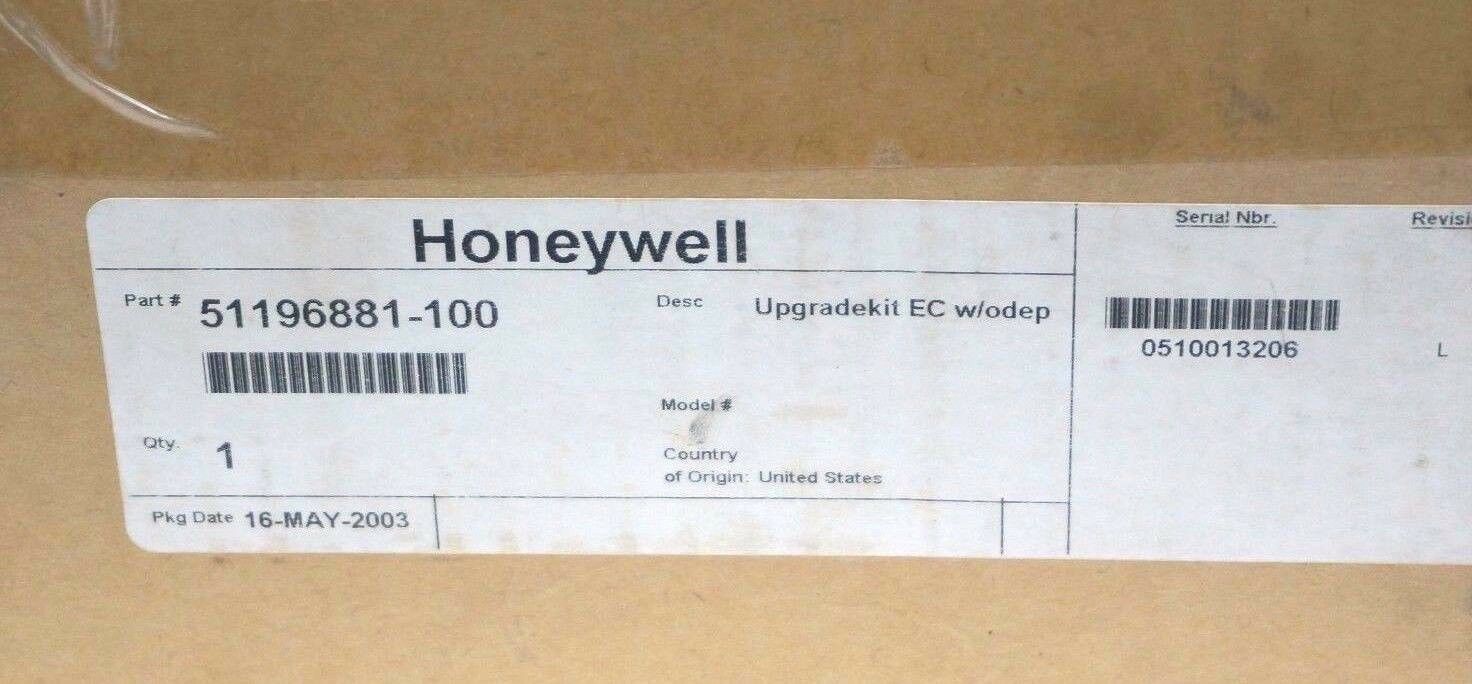 Honeywell
Part # 51196881-100
Desc Upgradekit EC w/odep
Model #
Qty. 1
Country
of Origin: United States
Pkg Date 16-MAY-2003
Serial Nbr.
0510013206
L